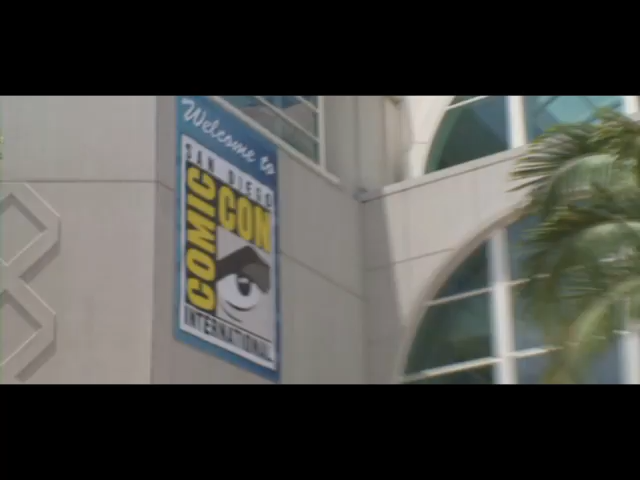 Welcome to
SAN DIEGO
COMIC
CON
INTERNATIONAL